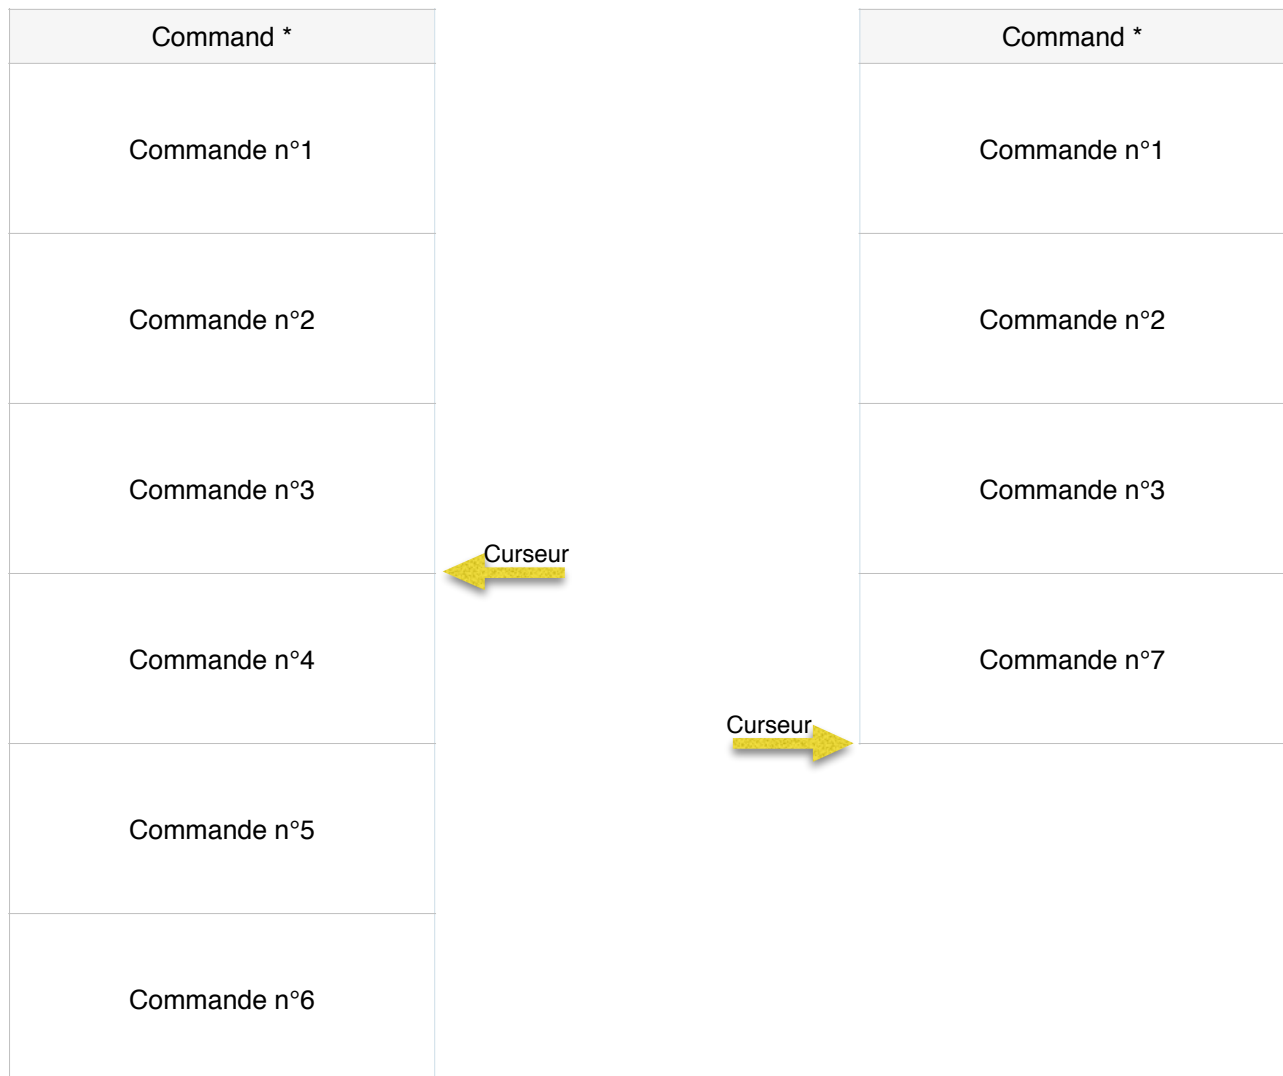 Command *
Commande n°1
Commande n°2
Commande n°3
Curseur
Commande n°4
Commande n°5
Commande n°6
Command *
Commande n°1
Commande n°2
Commande n°3
Commande n°7
Curseur